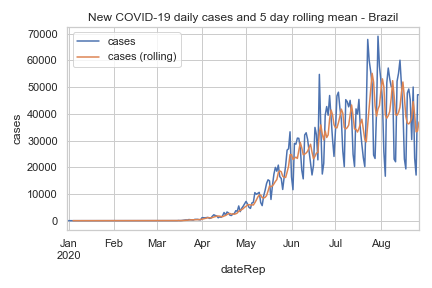 New COVID-19 daily cases and 5 day rolling mean - Brazil
cases
cases (rolling)
70000
60000
50000
40000
30000
20000
10000
0
cases
Jan Feb Mar Apr May Jun Jul Aug
2020
dateRep